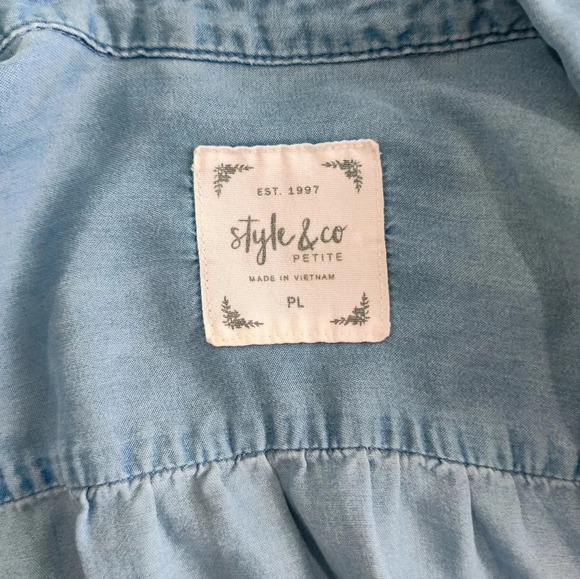 EST. 1997
style & co
PETITE
MADE IN VIETNAM
PL